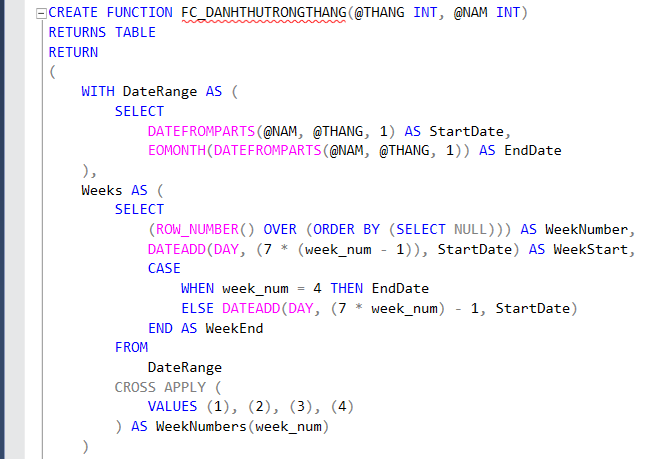 CREATE FUNCTION FC_DANHTHUTRONGTHANG(@THANG INT, @NAM INT)
RETURNS TABLE
RETURN
(
    WITH DateRange AS (
        SELECT
            DATEFROMPARTS(@NAM, @THANG, 1) AS StartDate,
            EOMONTH(DATEFROMPARTS(@NAM, @THANG, 1)) AS EndDate
    ),
    Weeks AS (
        SELECT
            (ROW_NUMBER() OVER (ORDER BY (SELECT NULL))) AS WeekNumber,
            DATEADD(DAY, (7 * (week_num - 1)), StartDate) AS WeekStart,
            CASE
                WHEN week_num = 4 THEN EndDate
                ELSE DATEADD(DAY, (7 * week_num) - 1, StartDate)
            END AS WeekEnd
        FROM
            DateRange
        CROSS APPLY (
            VALUES (1), (2), (3), (4)
        ) AS WeekNumbers(week_num)
    )